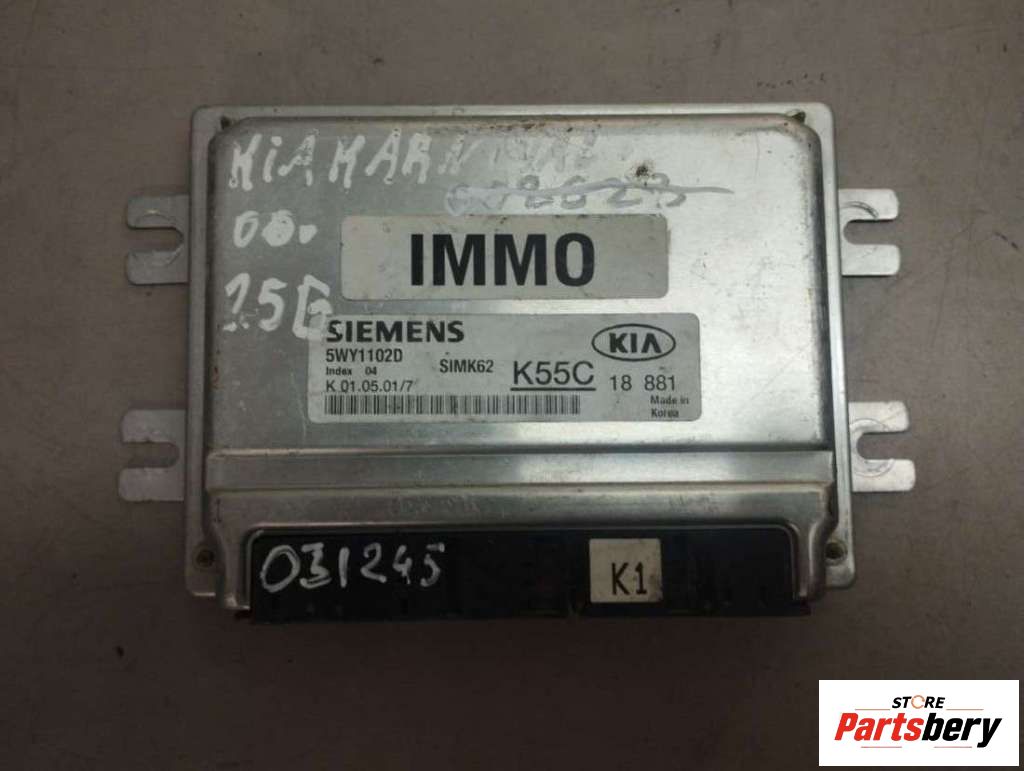 KIA KARNIVAL
008623
00.
2.5G
IMMO
SIEMENS
5WY1102D
Index 04
SIMK62
K 01.05.01/7
K55C
KIA
18 881
Made in
Korea
031245
K1
STORE
Partsbery